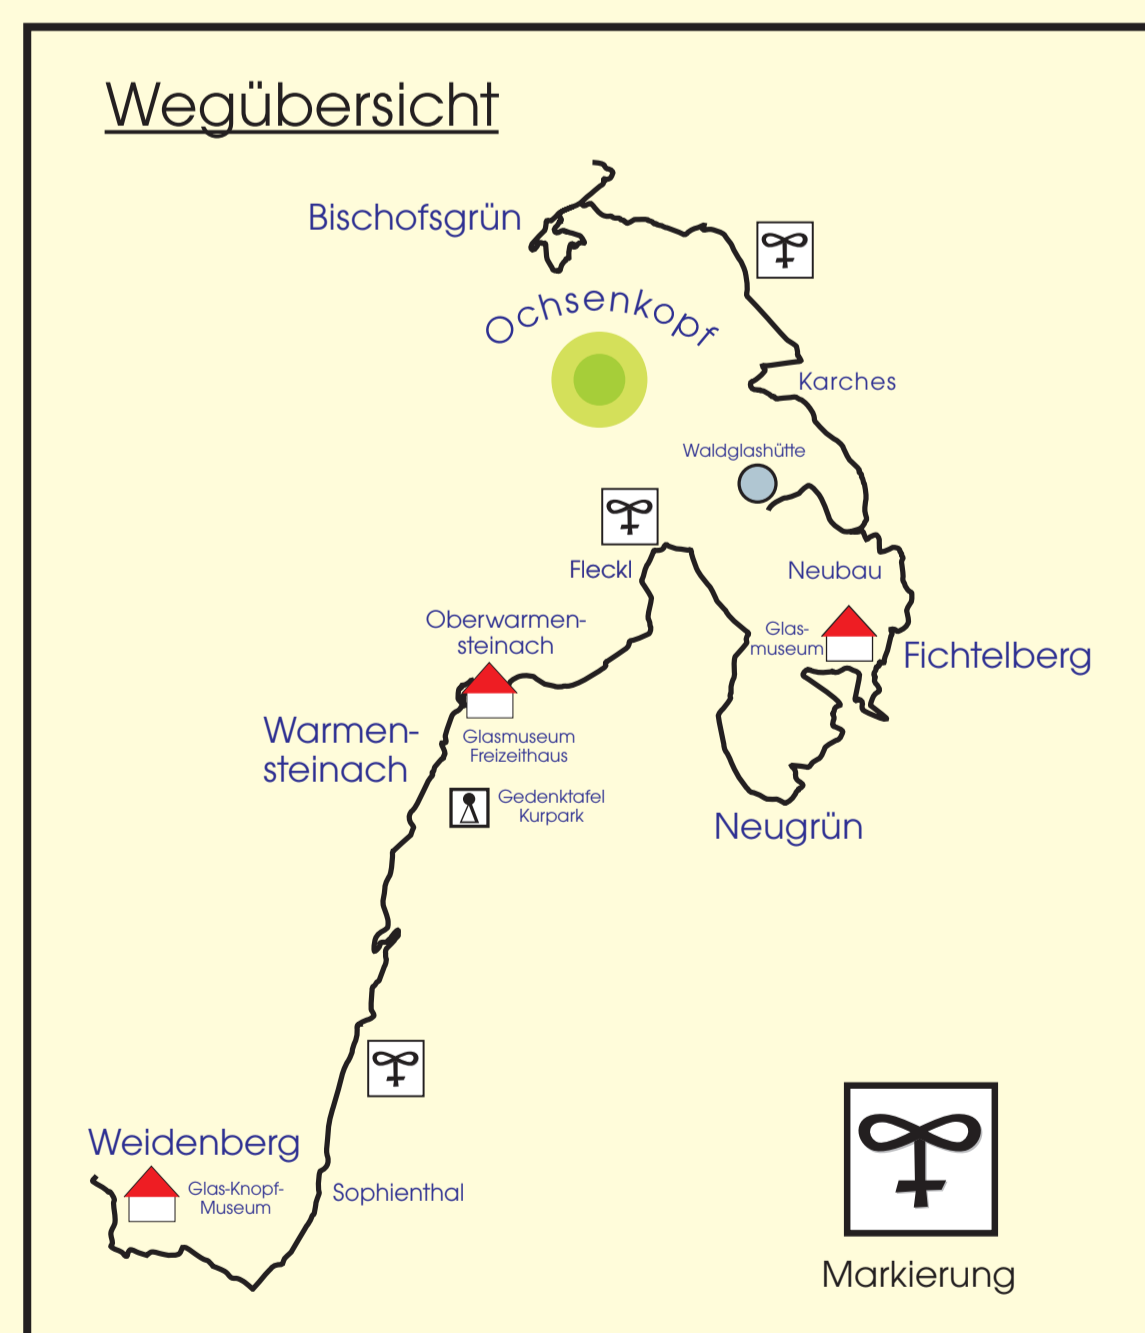 Wegübersicht
Bischofsgrün
Ochsenkopf
Karches
Waldglashütte
Fleckl
Neubau
Oberwarmen-
steinach
Glas-
museum
Fichtelberg
Warmen-
steinach
Glasmuseum
Freizeithaus
Gedenktafel
Kurpark
Neugrün
Weidenberg
Glas-Knopf-
Museum
Sophienthal
Markierung